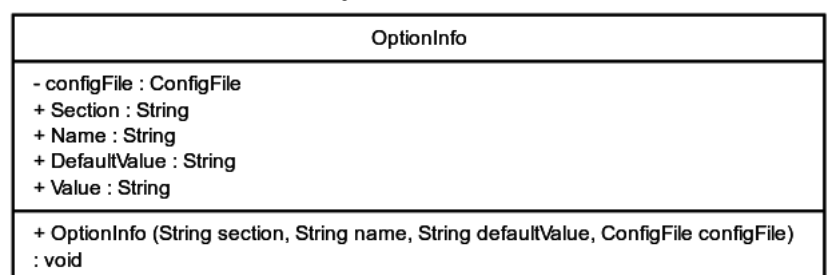 OptionInfo
- configFile : ConfigFile
+ Section : String
+ Name : String
+ DefaultValue : String
+ Value : String
+ OptionInfo (String section, String name, String defaultValue, ConfigFile configFile)
: void